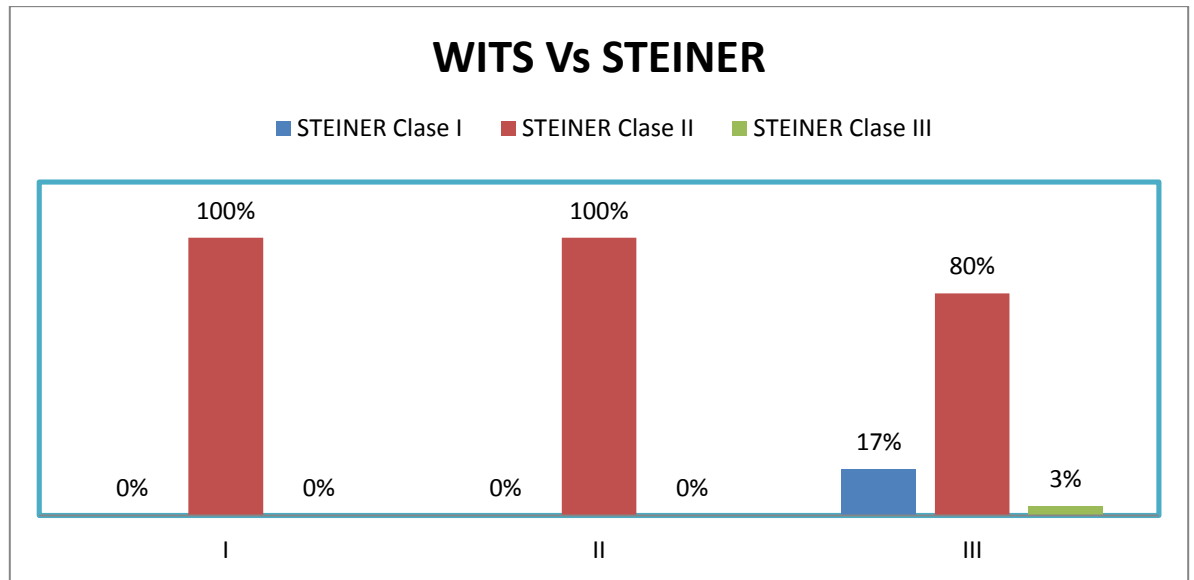 WITS Vs STEINER
STEINER Clase I STEINER Clase II STEINER Clase III
100% 100%
80%
17%
0% 0% 0% 0% 3%
I II III